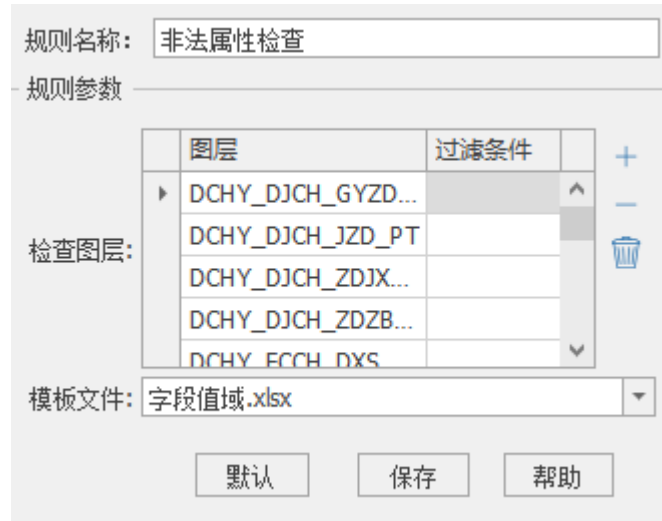 规则名称: 非法属性检查
规则参数
图层 过滤条件
DCHY_DJCH_GYZD...
DCHY_DJCH_JZD_PT
检查图层:
DCHY_DJCH_ZDJX...
DCHY_DJCH_ZDZB...
DCHY_FCCH_DXS
模板文件: 字段值域.xlsx
默认 保存 帮助